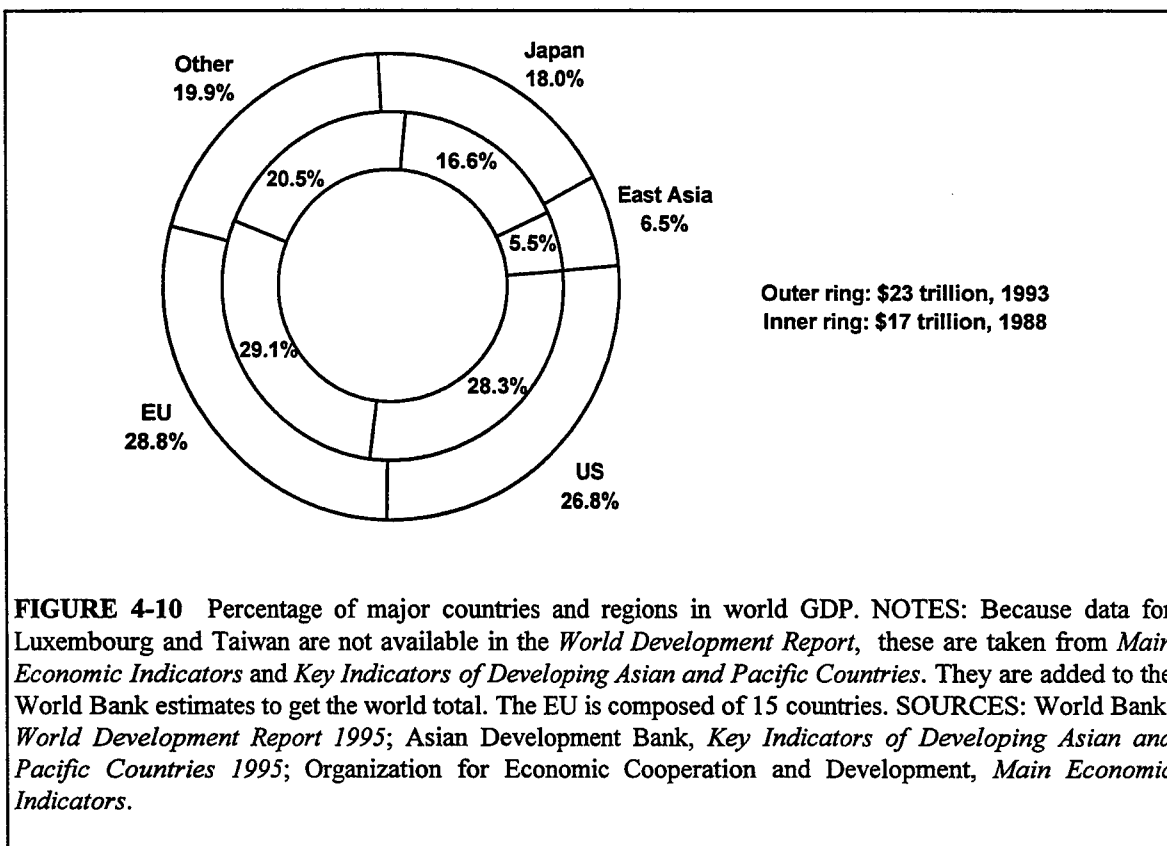 Other
19.9%
Japan
18.0%
20.5%
16.6%
East Asia
6.5%
5.5%
Outer ring: $23 trillion, 1993
Inner ring: $17 trillion, 1988
29.1%
28.3%
EU
28.8%
US
26.8%
FIGURE 4-10 Percentage of major countries and regions in world GDP. NOTES: Because data for
Luxembourg and Taiwan are not available in the World Development Report, these are taken from Main
Economic Indicators and Key Indicators of Developing Asian and Pacific Countries. They are added to the
World Bank estimates to get the world total. The EU is composed of 15 countries. SOURCES: World Bank
World Development Report 1995; Asian Development Bank, Key Indicators of Developing Asian and
Pacific Countries 1995; Organization for Economic Cooperation and Development, Main Economic
Indicators.